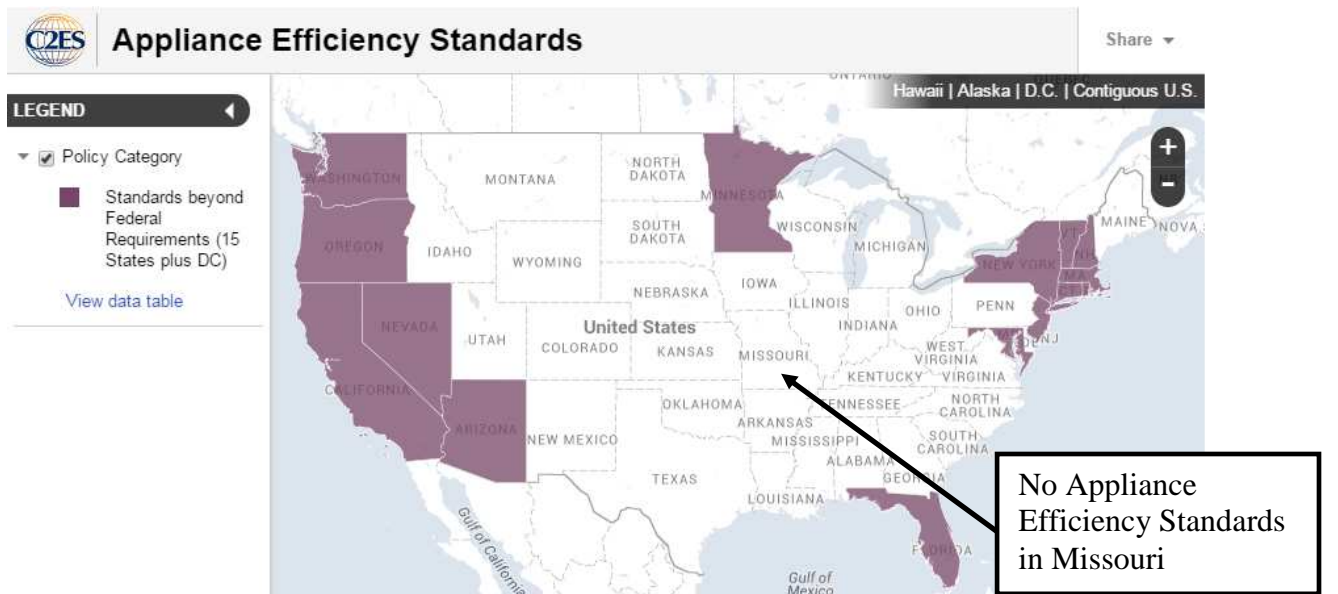 C2ES
Appliance Efficiency Standards
Share
LEGEND
Policy Category
Standards beyond
Federal
Requirements (15
States plus DC)
View data table
Hawaii | Alaska | D.C. | Contiguous U.S.
+
-
ONTARIO
WASHINGTON
MONTANA
NORTH
DAKOTA
MINNESOTA
OREGON
IDAHO
WYOMING
SOUTH
DAKOTA
WISCONSIN
MICHIGAN
NEW YORK
VT
NH
MAINE
NOVA
MA
CT
NEVADA
UTAH
COLORADO
NEBRASKA
IOWA
ILLINOIS
INDIANA
OHIO
PENN
NJ
United States
KANSAS
MISSOURI
WEST
VIRGINIA
KENTUCKY
VIRGINIA
CALIFORNIA
ARIZONA
NEW MEXICO
OKLAHOMA
ARKANSAS
TENNESSEE
NORTH
CAROLINA
MISSISSIPPI
SOUTH
CAROLINA
ALABAMA
GEORGIA
TEXAS
LOUISIANA
FLORIDA
Gulf of California
Gulf of
Mexico
No Appliance
Efficiency Standards
in Missouri